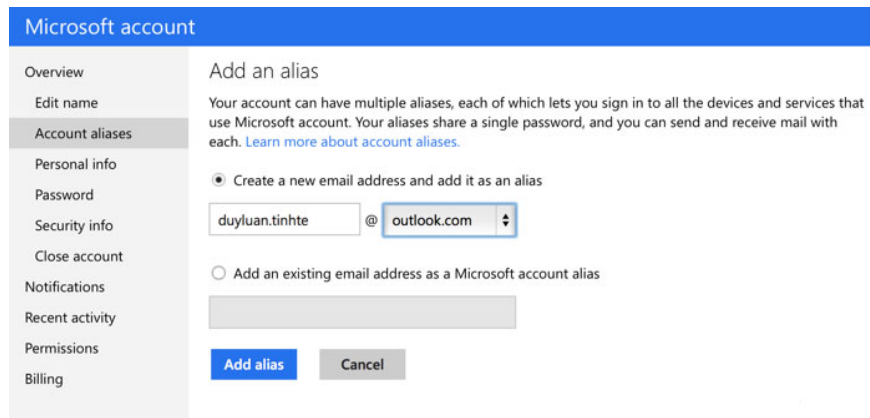 Microsoft account
Overview
Edit name
Account aliases
Personal info
Password
Security info
Close account
Notifications
Recent activity
Permissions
Billing
Add an alias
Your account can have multiple aliases, each of which lets you sign in to all the devices and services that
use Microsoft account. Your aliases share a single password, and you can send and receive mail with
each. Learn more about account aliases.
Create a new email address and add it as an alias
duyluan.tinhte @ outlook.com
Add an existing email address as a Microsoft account alias
Add alias Cancel